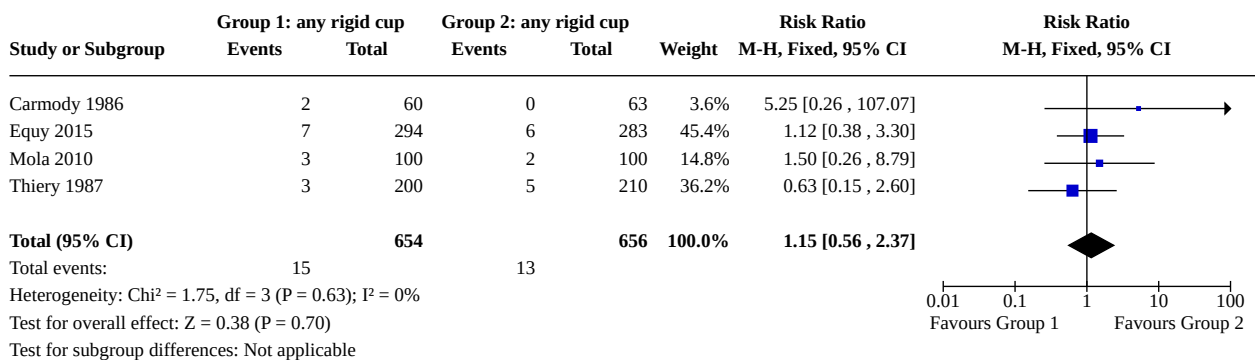 Group 1: any rigid cup Group 2: any rigid cup Risk Ratio Risk Ratio
Study or Subgroup Events Total Events Total Weight M-H, Fixed, 95% CI M-H, Fixed, 95% CI
Carmody 1986 2 60 0 63 3.6% 5.25 [0.26 , 107.07]
Equy 2015 7 294 6 283 45.4% 1.12 [0.38 , 3.30]
Mola 2010 3 100 2 100 14.8% 1.50 [0.26 , 8.79]
Thiery 1987 3 200 5 210 36.2% 0.63 [0.15 , 2.60]
Total (95% CI) 654 656 100.0% 1.15 [0.56 , 2.37]
Total events: 15 13
Heterogeneity: Chi² = 1.75, df = 3 (P = 0.63); I² = 0%
0.01 0.1 1 10 100
Test for overall effect: Z = 0.38 (P = 0.70) Favours Group 1 Favours Group 2
Test for subgroup differences: Not applicable